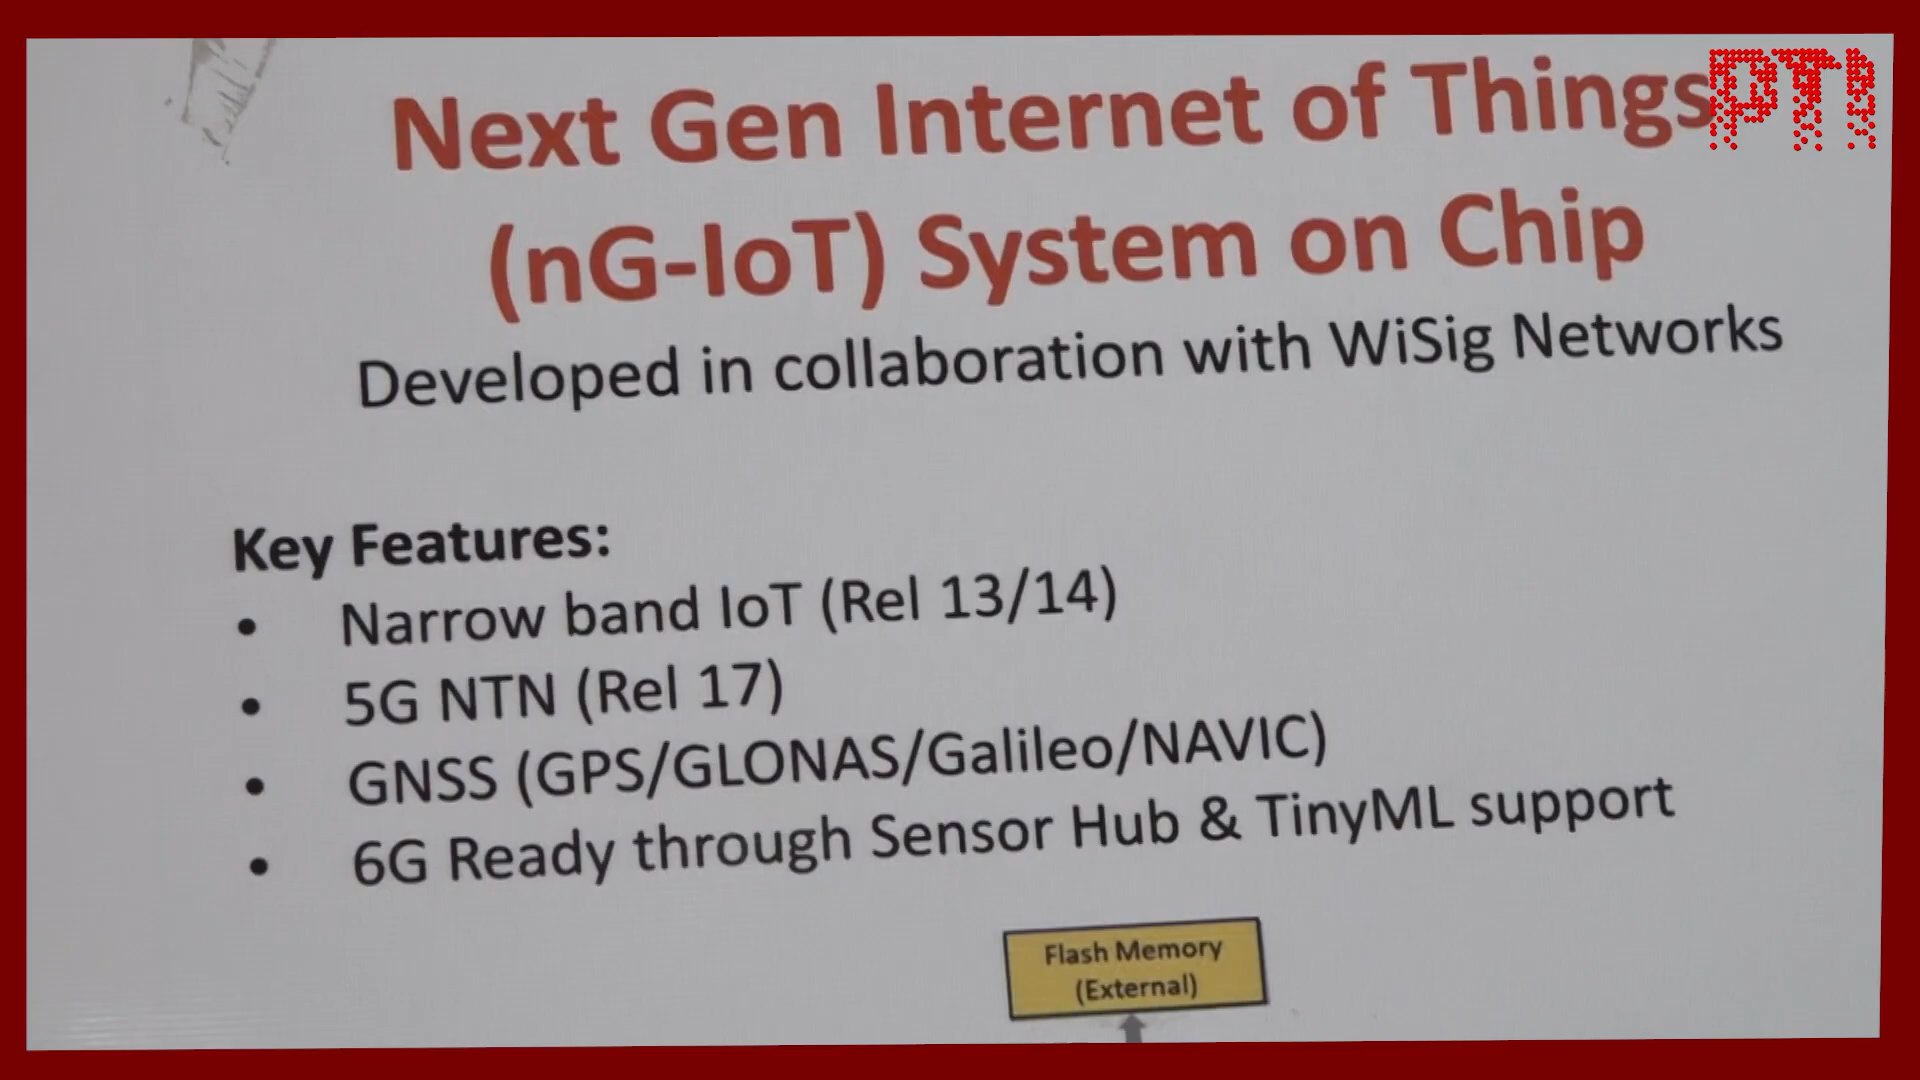 PTI
Next Gen Internet of Things
(nG-IoT) System on Chip
Developed in collaboration with WiSig Networks
Key Features:
• Narrow band IoT (Rel 13/14)
• 5G NTN (Rel 17)
• GNSS (GPS/GLONAS/Galileo/NAVIC)
• 6G Ready through Sensor Hub & TinyML support
Flash Memory
(External)